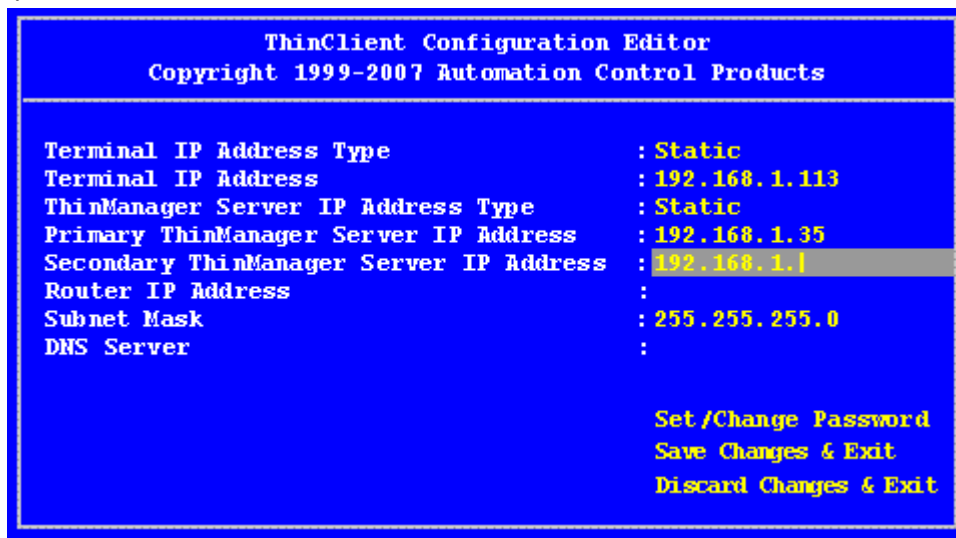 ThinClient Configuration Editor
Copyright 1999-2007 Automation Control Products
Terminal IP Address Type : Static
Terminal IP Address : 192.168.1.113
ThinManager Server IP Address Type : Static
Primary ThinManager Server IP Address : 192.168.1.35
Secondary ThinManager Server IP Address : 192.168.1.
Router IP Address :
Subnet Mask : 255.255.255.0
DNS Server :
Set/Change Password
Save Changes & Exit
Discard Changes & Exit